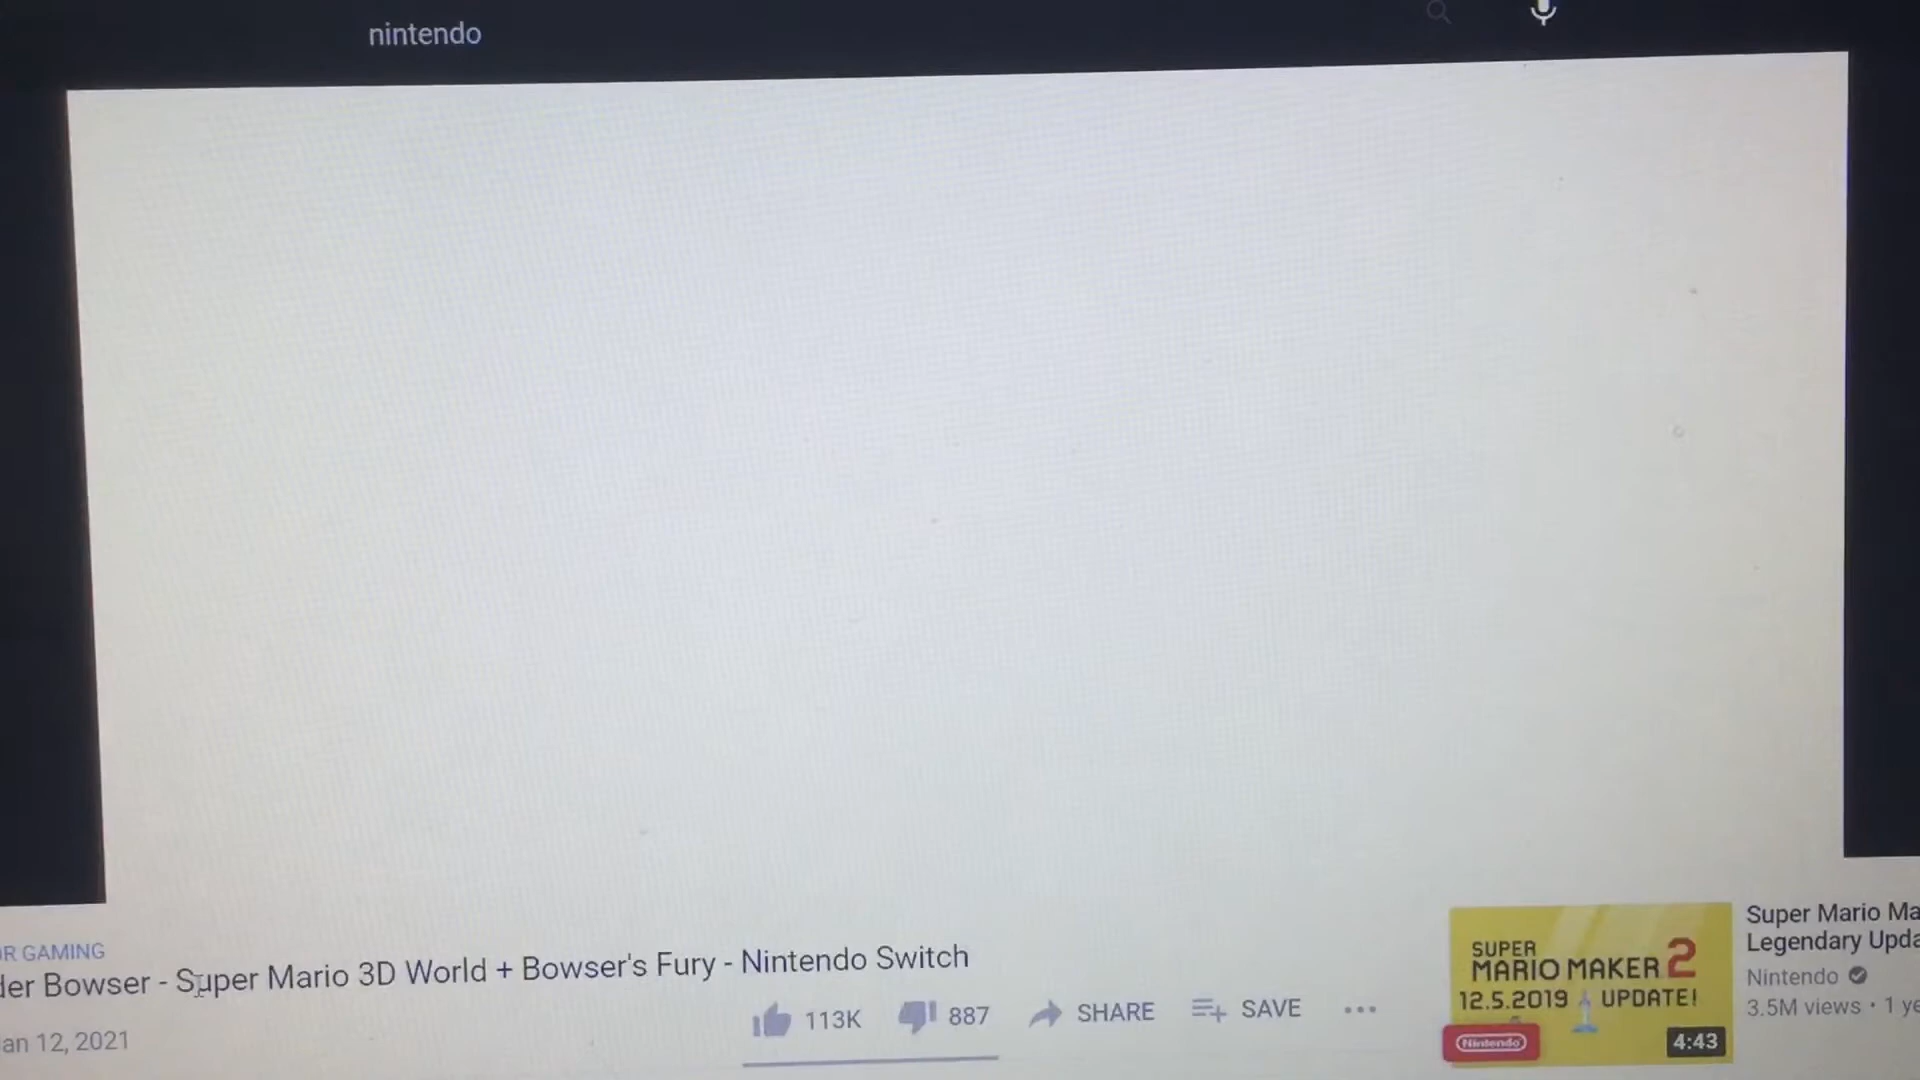 nintendo
R GAMING
der Bowser - Super Mario 3D World + Bowser's Fury - Nintendo Switch
an 12, 2021
113K 887 SHARE SAVE
SUPER
MARIO MAKER 2
12.5.2019 UPDATE!
Nintendo
4:43
Super Mario Ma
Legendary Upda
Nintendo
3.5M views • 1 ye